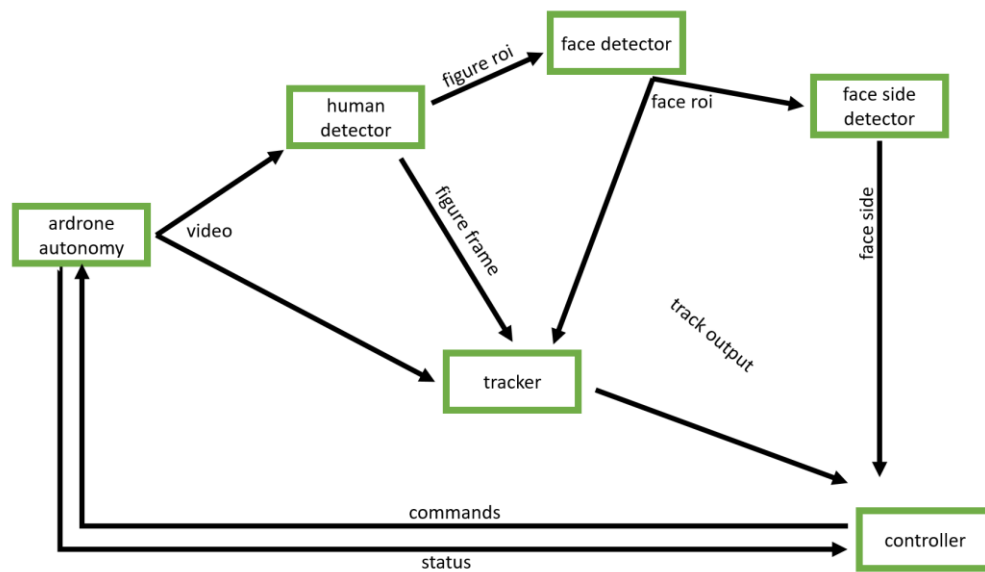 face detector
figure roi
human
detector
face roi
face side
detector
ardrone
autonomy
video
figure frame
face side
track output
tracker
commands
controller
status